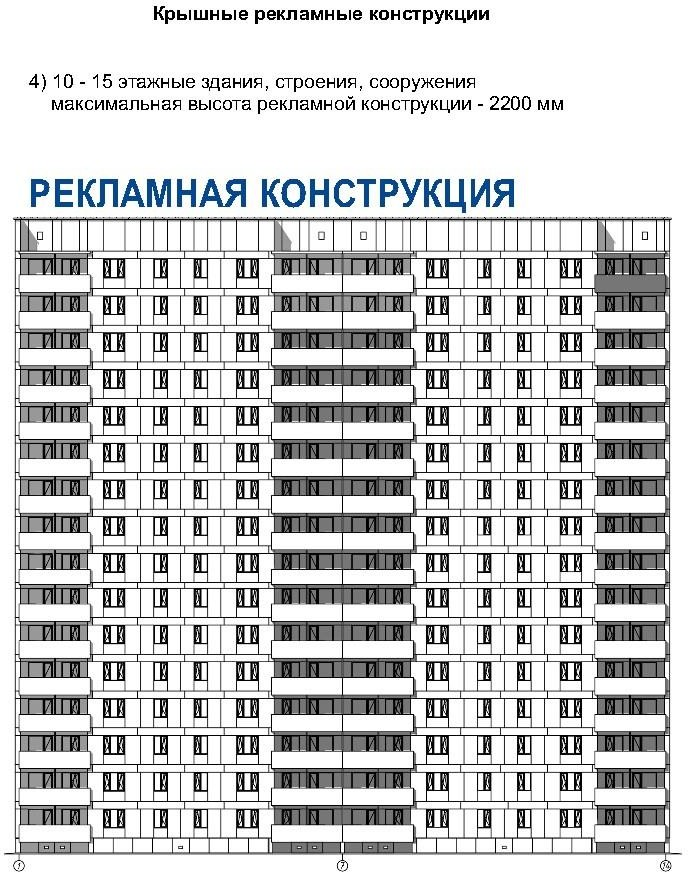 Крышные рекламные конструкции
4) 10 - 15 этажные здания, строения, сооружения
максимальная высота рекламной конструкции - 2200 мм
РЕКЛАМНАЯ КОНСТРУКЦИЯ
1 7 14